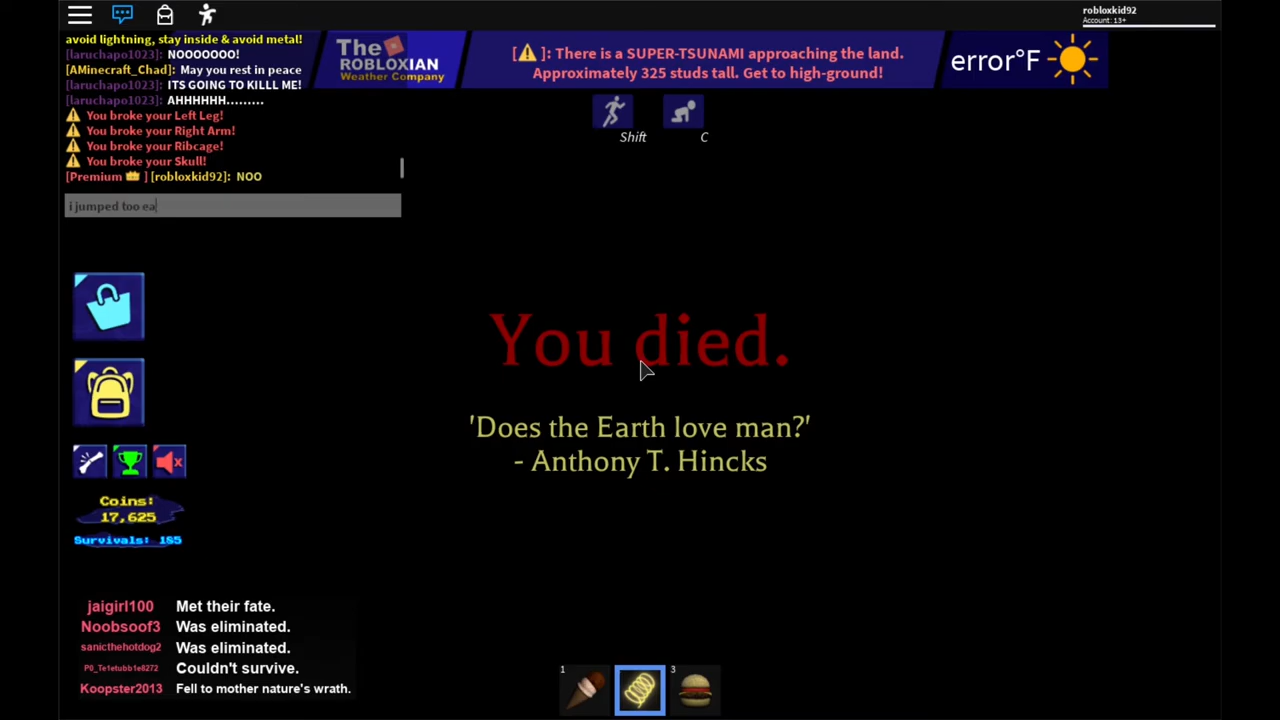 robloxkid92
Account: 13+
avoid lightning, stay inside & avoid metal!
[laruchapo1023]: NOOOOOOO!
[AMinecraft_Chad]: May you rest in peace
[laruchapo1023]: ITS GOING TO KILLL ME!
[laruchapo1023]: AHHHHHH.........
You broke your Left Leg!
You broke your Right Arm!
You broke your Ribcage!
You broke your Skull!
[Premium 👑 ] [robloxkid92]: NOO
i jumped too ea
The
ROBLOXIAN
Weather Company
[⚠️]: There is a SUPER-TSUNAMI approaching the land.
Approximately 325 studs tall. Get to high-ground!
error°F
Shift
C
You died.
'Does the Earth love man?'
- Anthony T. Hincks
Coins:
17,625
Survivals: 185
jaigirl100 Met their fate.
Noobsoof3 Was eliminated.
sanicthehotdog2 Was eliminated.
P0_Te1etubb1e8272 Couldn't survive.
Koopster2013 Fell to mother nature's wrath.
1
3